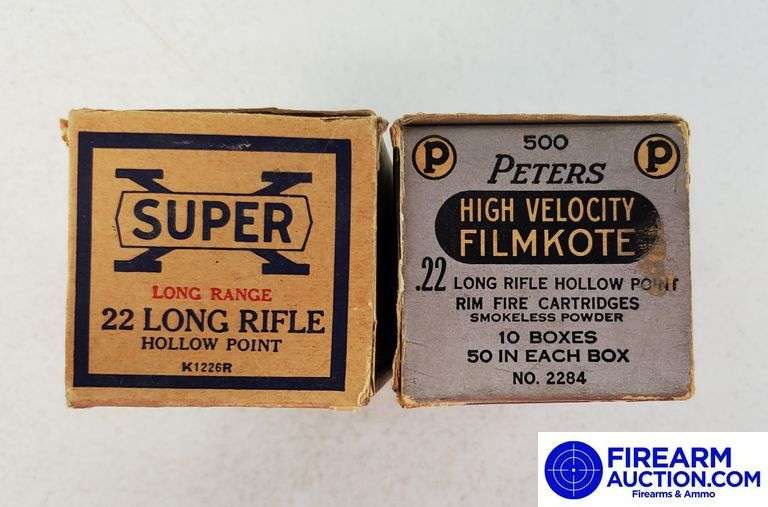 SUPER X
LONG RANGE
22 LONG RIFLE
HOLLOW POINT
K1226R
P
500
P
PETERS
HIGH VELOCITY
FILMKOTE
.22 LONG RIFLE HOLLOW POINT
RIM FIRE CARTRIDGES
SMOKELESS POWDER
10 BOXES
50 IN EACH BOX
NO. 2284
FIREARM
AUCTION.COM
Firearms & Ammo